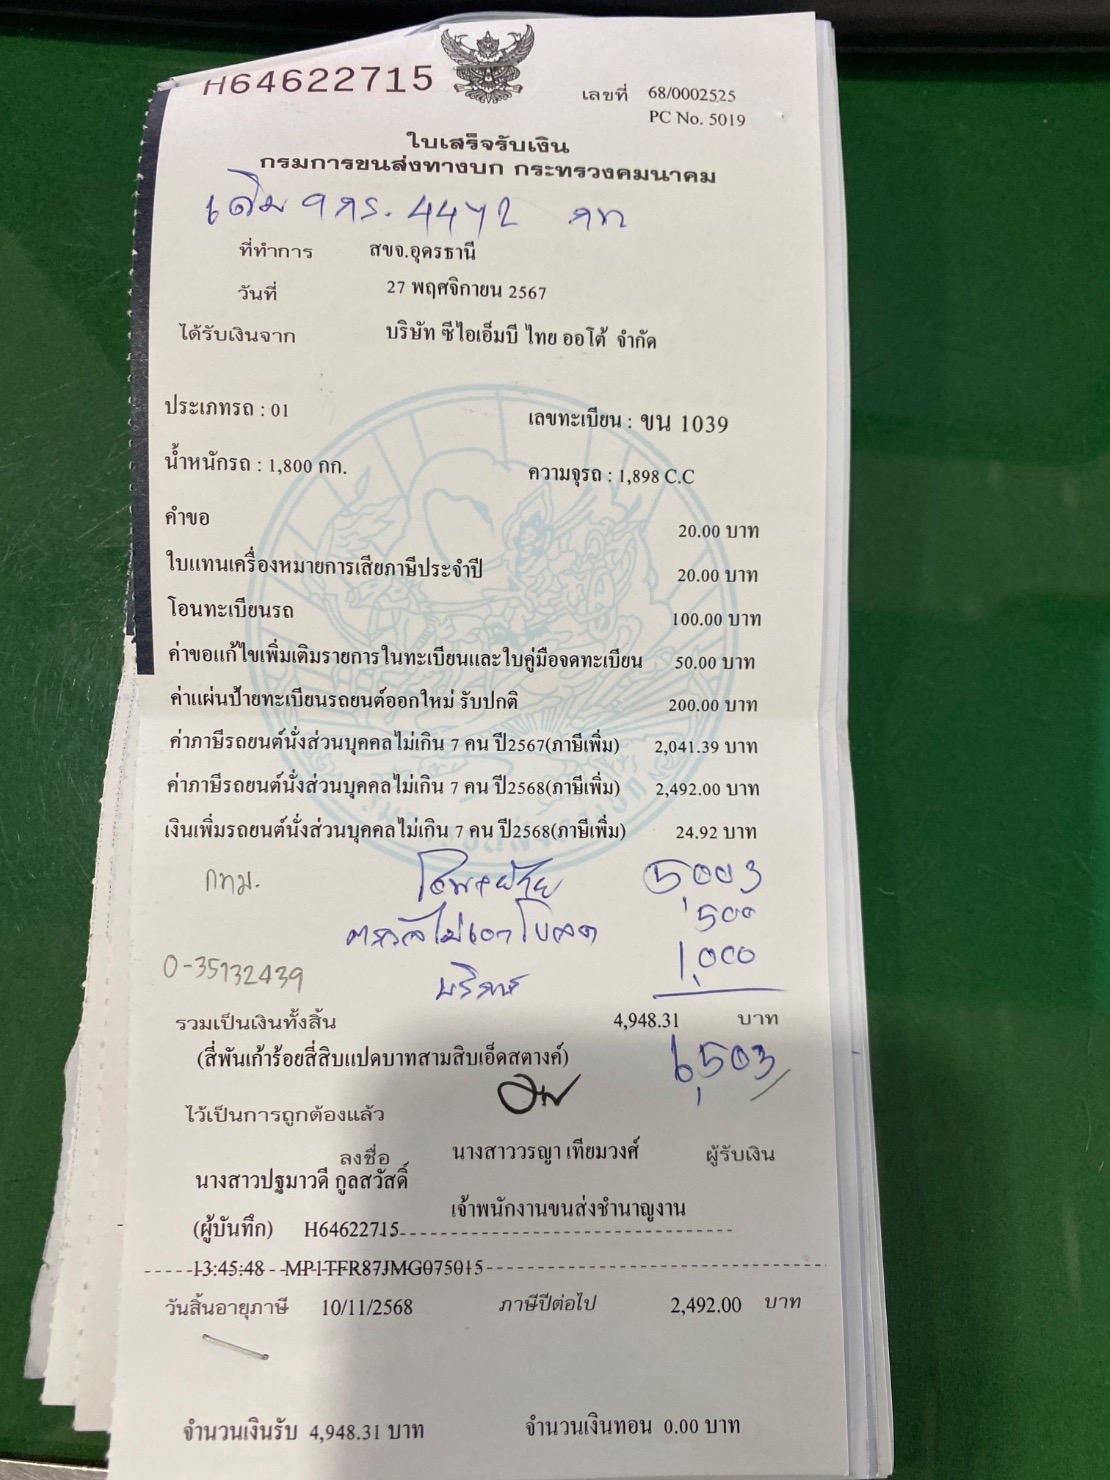 H64622715
เลขที่ 68/0002525
PC No. 5019
ใบเสร็จรับเงิน
กรมการขนส่งทางบก กระทรวงคมนาคม
เดิม 9 กร. 4472 กท
ที่ทำการ สขจ.อุดรธานี
วันที่ 27 พฤศจิกายน 2567
ได้รับเงินจาก บริษัท ซีไอเอ็มบี ไทย ออโต้ จำกัด
ประเภทรถ : 01 เลขทะเบียน : ขน 1039
น้ำหนักรถ : 1,800 กก. ความจุรถ : 1,898 C.C
คำขอ 20.00 บาท
ใบแทนเครื่องหมายการเสียภาษีประจำปี 20.00 บาท
โอนทะเบียนรถ 100.00 บาท
ค่าขอแก้ไขเพิ่มเติมรายการในทะเบียนและใบคู่มือจดทะเบียน 50.00 บาท
ค่าแผ่นป้ายทะเบียนรถยนต์ออกใหม่ รับปกติ 200.00 บาท
ค่าภาษีรถยนต์นั่งส่วนบุคคลไม่เกิน 7 คน ปี2567(ภาษีเพิ่ม) 2,041.39 บาท
ค่าภาษีรถยนต์นั่งส่วนบุคคลไม่เกิน 7 คน ปี2568(ภาษีเพิ่ม) 2,492.00 บาท
เงินเพิ่มรถยนต์นั่งส่วนบุคคลไม่เกิน 7 คน ปี2568(ภาษีเพิ่ม) 24.92 บาท
กทม. 5,003
500
1,000
0-35132439 บริการ
รวมเป็นเงินทั้งสิ้น 4,948.31 บาท
(สี่พันเก้าร้อยสี่สิบแปดบาทสามสิบเอ็ดสตางค์) 6,503
ไว้เป็นการถูกต้องแล้ว
ลงชื่อ นางสาววรญา เทียมวงศ์ ผู้รับเงิน
นางสาวปฐมาวดี กูลสวัสดิ์
เจ้าพนักงานขนส่งชำนาญงาน
(ผู้บันทึก) H64622715
13:45:48 MP1TFR87JMG075015
วันสิ้นอายุภาษี 10/11/2568 ภาษีปีต่อไป 2,492.00 บาท
จำนวนเงินรับ 4,948.31 บาท จำนวนเงินทอน 0.00 บาท